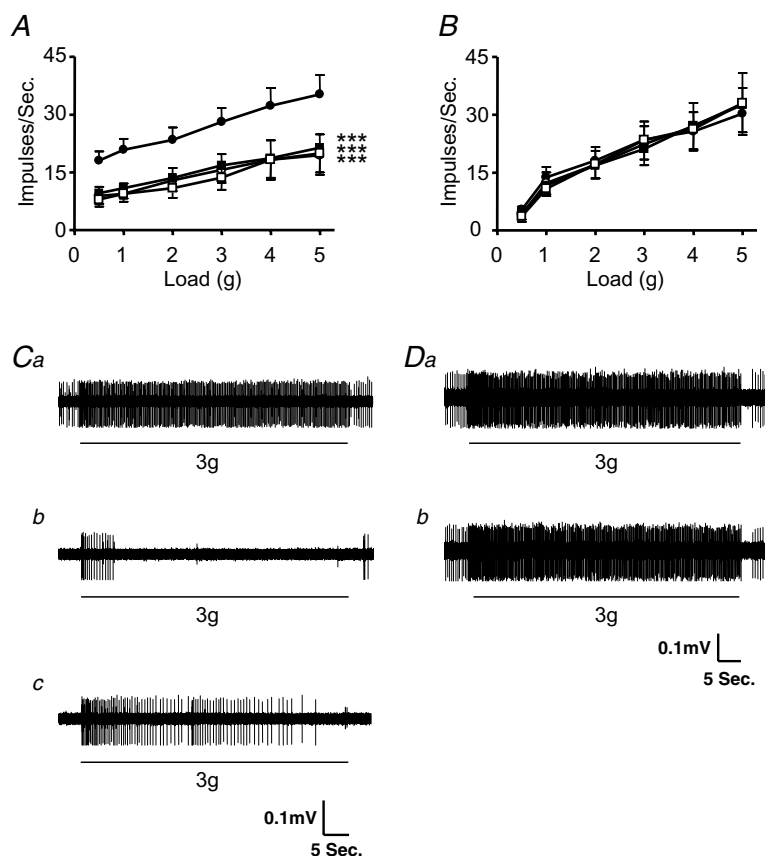 A
Impulses/Sec.
45
30
15
0
***
***
***
0 1 2 3 4 5
Load (g)
B
Impulses/Sec.
45
30
15
0
0 1 2 3 4 5
Load (g)
Ca
3g
b
3g
c
3g
0.1mV
5 Sec.
Da
3g
b
3g
0.1mV
5 Sec.